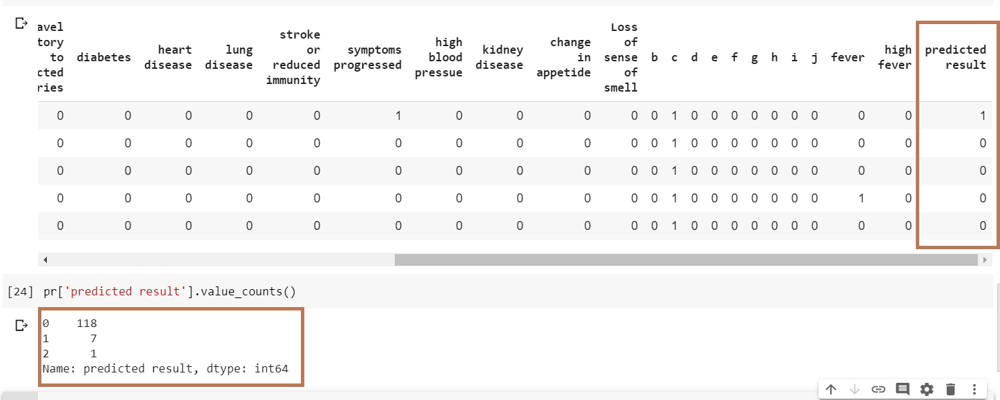 avel
tory
to
cted
ries
diabetes
heart
disease
lung
disease
stroke
or
reduced
immunity
symptoms
progressed
high
blood
pressue
kidney
disease
change
in
appetide
Loss
of
sense
of
smell
b c d e f g h i j
fever
high
fever
predicted
result
0 0 0 0 0 1 0 0 0 0 0 1 0 0 0 0 0 0 0 0 0 1
0 0 0 0 0 0 0 0 0 0 0 1 0 0 0 0 0 0 0 0 0 0
0 0 0 0 0 0 0 0 0 0 0 1 0 0 0 0 0 0 0 0 0 0
0 0 0 0 0 0 0 0 0 0 0 1 0 0 0 0 0 0 0 1 0 0
0 0 0 0 0 0 0 0 0 0 0 1 0 0 0 0 0 0 0 0 0 0
[24] pr['predicted result'].value_counts()
0 118
1 7
2 1
Name: predicted result, dtype: int64